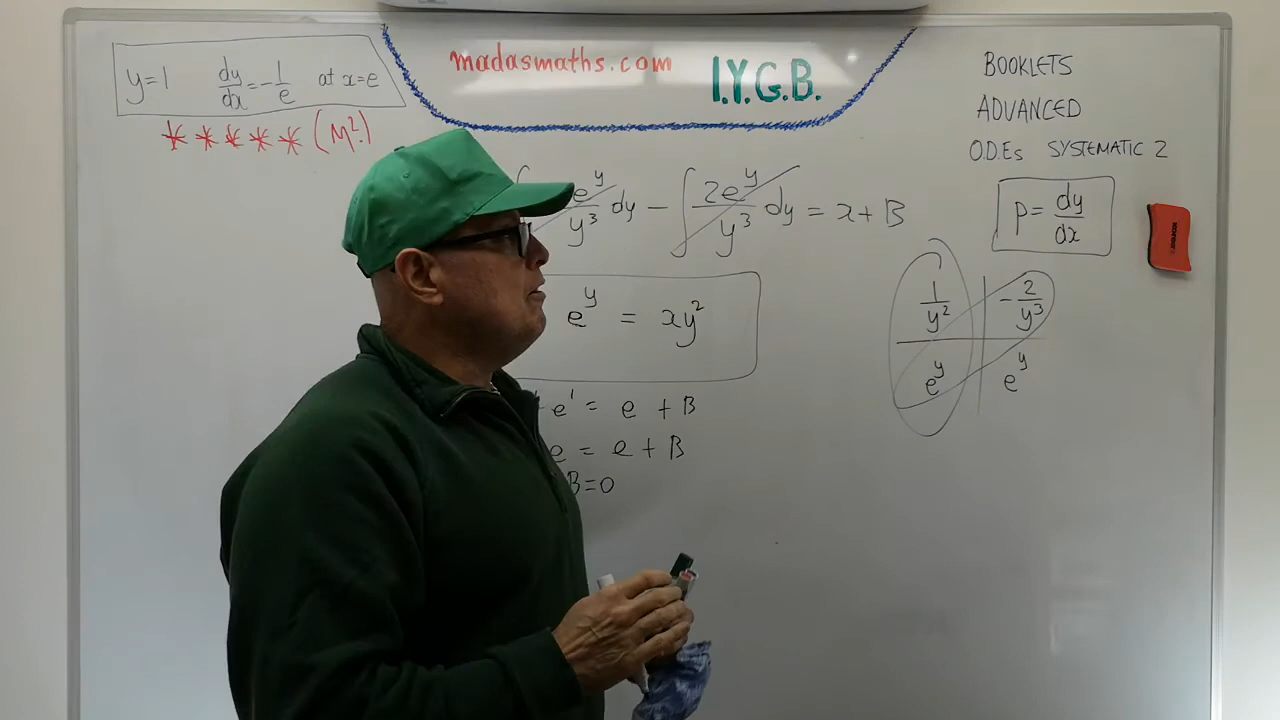 y=1 dy/dx = -1/e at x=e
***** (M²?)
madasmaths.com
I.Y.G.B.
BOOKLETS
ADVANCED
O.D.Es SYSTEMATIC 2
p = dy/dx
e^y/y³ dy - ∫ 2e^y/y³ dy = x + B
e^y = xy²
e¹ = e + B
e = e + B
B=0
1/y² | -2/y³
e^y | e^y